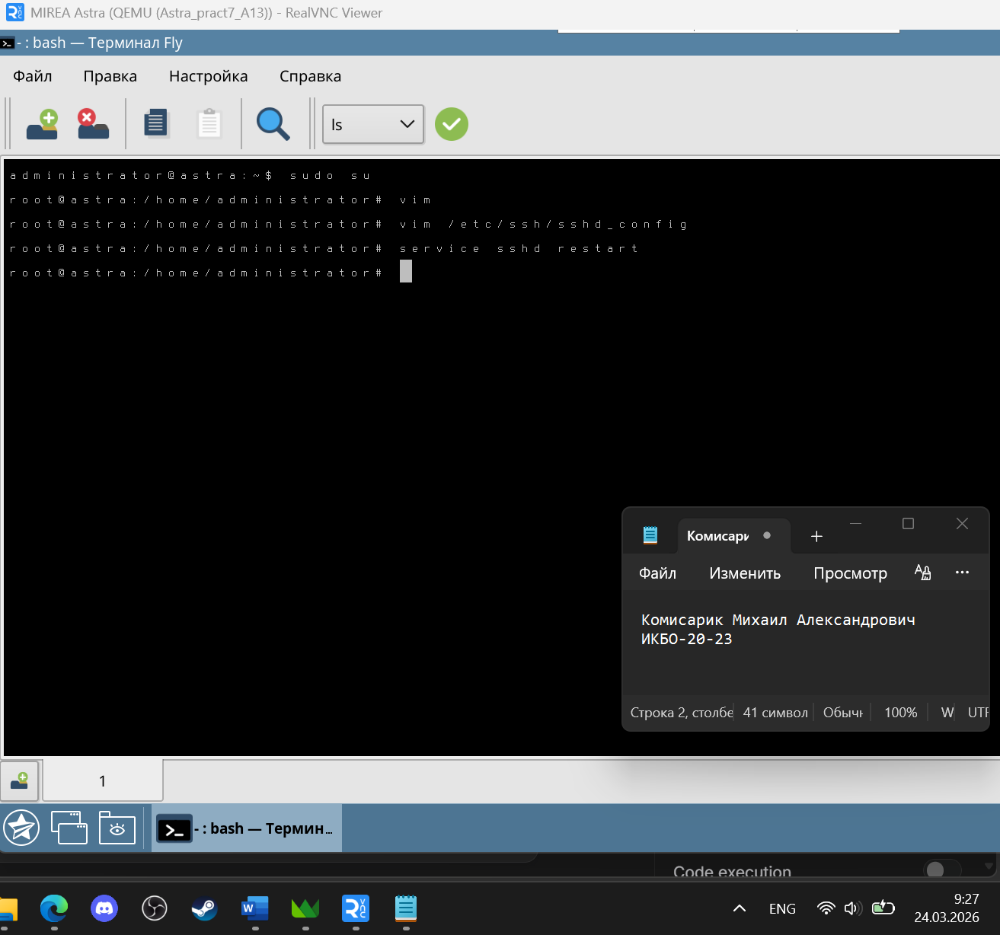 MIREA Astra (QEMU (Astra_pract7_A13)) - RealVNC Viewer
- : bash — Терминал Fly
Файл Правка Настройка Справка
ls
administrator@astra:~$ sudo su
root@astra:/home/administrator# vim
root@astra:/home/administrator# vim /etc/ssh/sshd_config
root@astra:/home/administrator# service sshd restart
root@astra:/home/administrator#
Комисари
Файл Изменить Просмотр
Комисарик Михаил Александрович
ИКБО-20-23
Строка 2, столбе 41 символ Обычн 100% W UTF
1
- : bash — Термин...
Code execution
ENG
9:27
24.03.2026